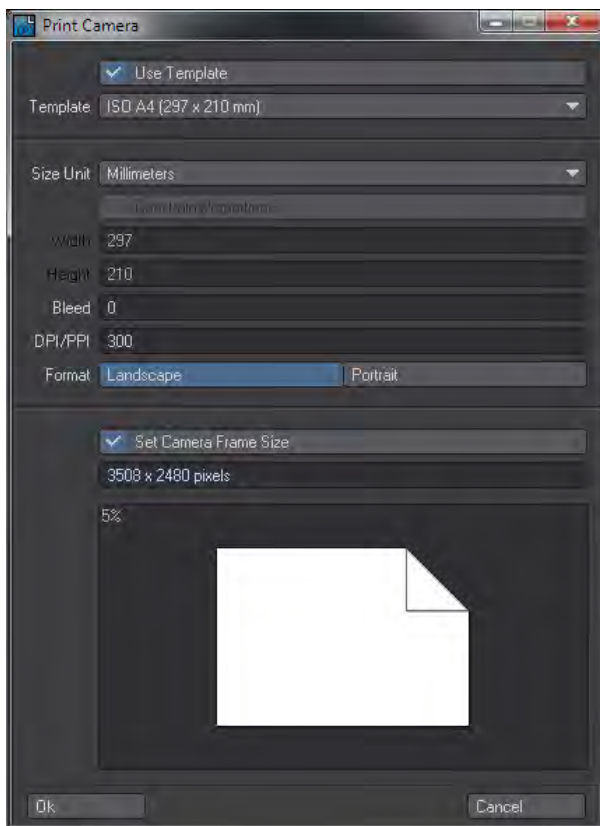 Print Camera
Use Template
Template ISO A4 (297 x 210 mm)
Size Unit Millimeters
Width 297
Height 210
Bleed 0
DPI/PPI 300
Format Landscape Portrait
Set Camera Frame Size
3508 x 2480 pixels
5%
Ok Cancel